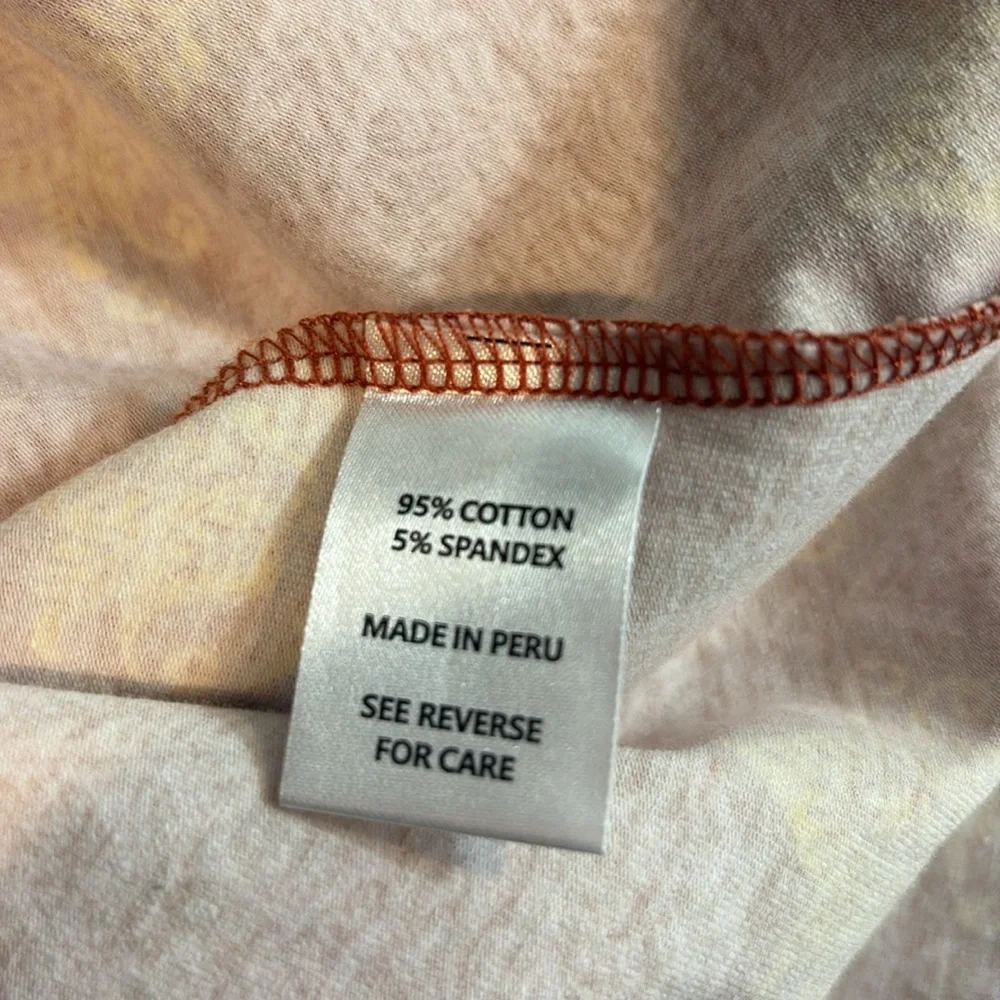 95% COTTON
5% SPANDEX
MADE IN PERU
SEE REVERSE
FOR CARE